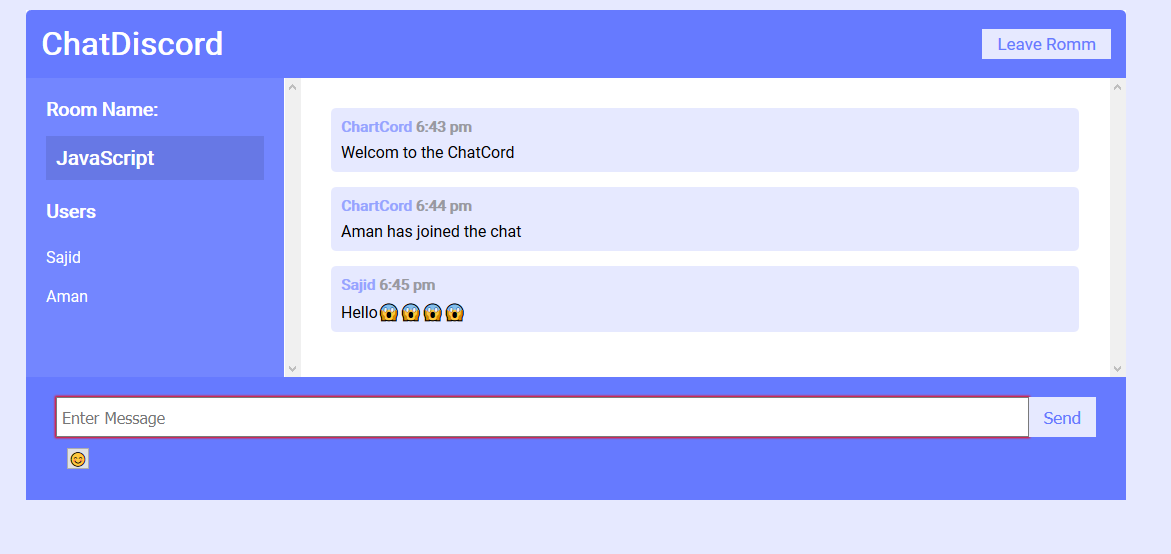 ChatDiscord
Leave Romm
Room Name:
JavaScript
Users
Sajid
Aman
ChartCord 6:43 pm
Welcom to the ChatCord
ChartCord 6:44 pm
Aman has joined the chat
Sajid 6:45 pm
Hello😱😱😱😱
Enter Message
Send
😊